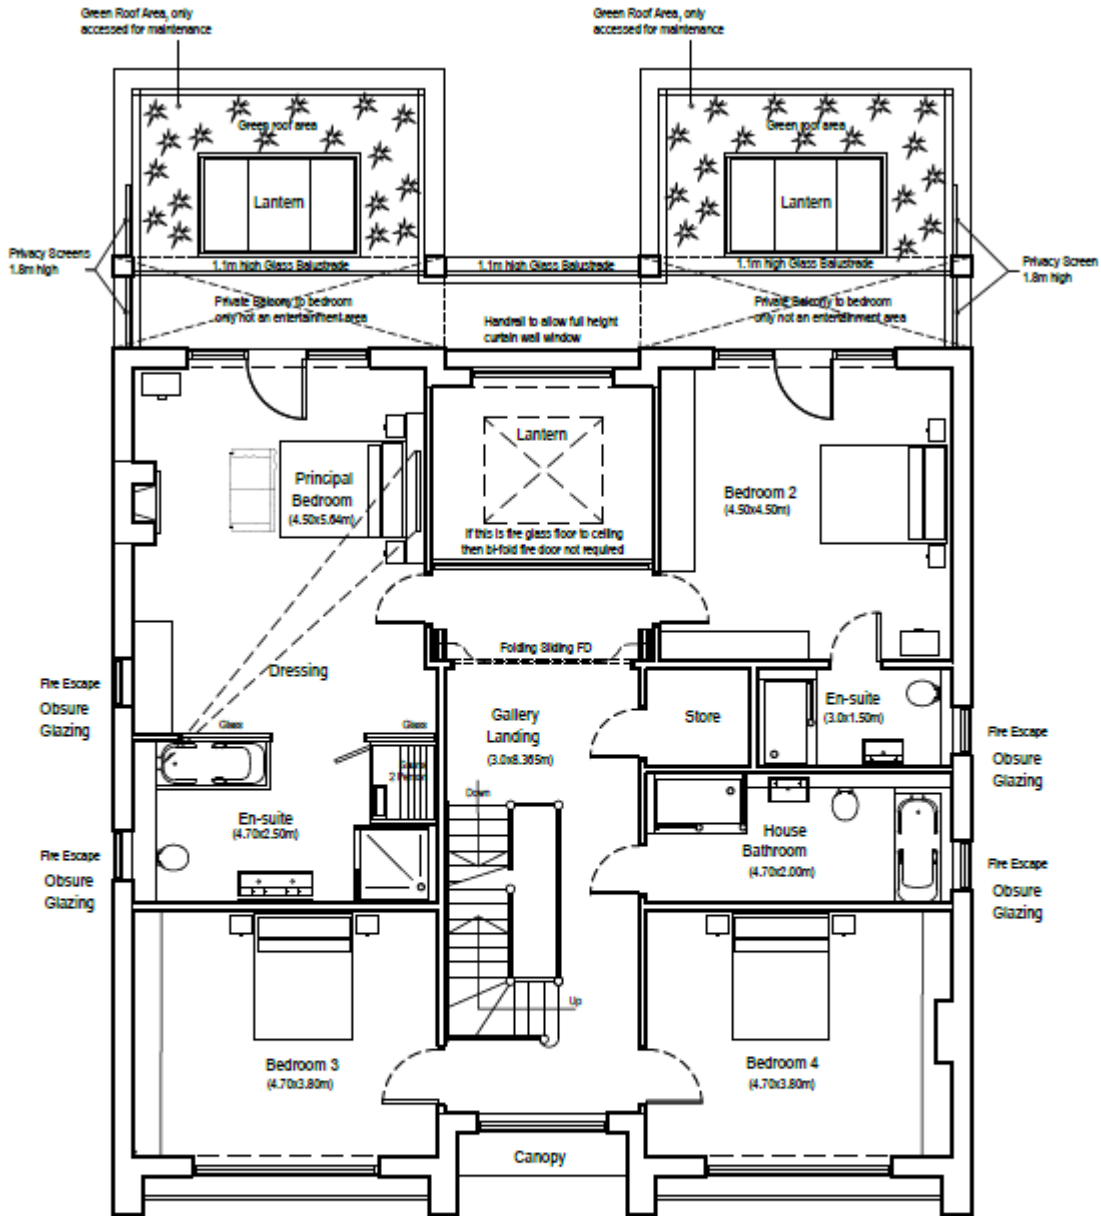 Green Roof Area, only
accessed for maintenance
Green Roof Area, only
accessed for maintenance
Green roof area
Green roof area
Lantern
Lantern
Privacy Screens
1.8m high
Privacy Screen
1.8m high
1.1m high Glass Balustrade
1.1m high Glass Balustrade
1.1m high Glass Balustrade
Private Balcony to bedroom
only not an entertainment area
Handrail to allow full height
curtain wall window
Private Balcony to bedroom
only not an entertainment area
Lantern
Principal
Bedroom
(4.50x5.64m)
Bedroom 2
(4.50x4.50m)
If this is fire glass floor to ceiling
then bi-fold fire door not required
Folding Sliding FD
Dressing
Fire Escape
Obsure
Glazing
Glass
Glass
Gallery
Landing
(3.0x8.365m)
Store
En-suite
(3.0x1.50m)
Fire Escape
Obsure
Glazing
Sauna
2 Person
Down
En-suite
(4.70x2.50m)
House
Bathroom
(4.70x2.00m)
Fire Escape
Obsure
Glazing
Fire Escape
Obsure
Glazing
Up
Bedroom 3
(4.70x3.80m)
Bedroom 4
(4.70x3.80m)
Canopy